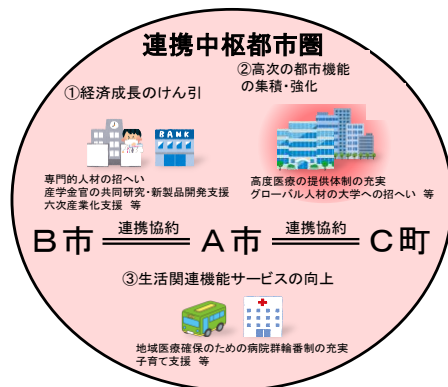 連携中枢都市圏
①経済成長のけん引
②高次の都市機能
の集積・強化
BANK
専門的人材の招へい
産学金官の共同研究・新製品開発支援
六次産業化支援 等
高度医療の提供体制の充実
グローバル人材の大学への招へい 等
B市 連携協約 A市 連携協約 C町
③生活関連機能サービスの向上
地域医療確保のための病院群輪番制の充実
子育て支援 等